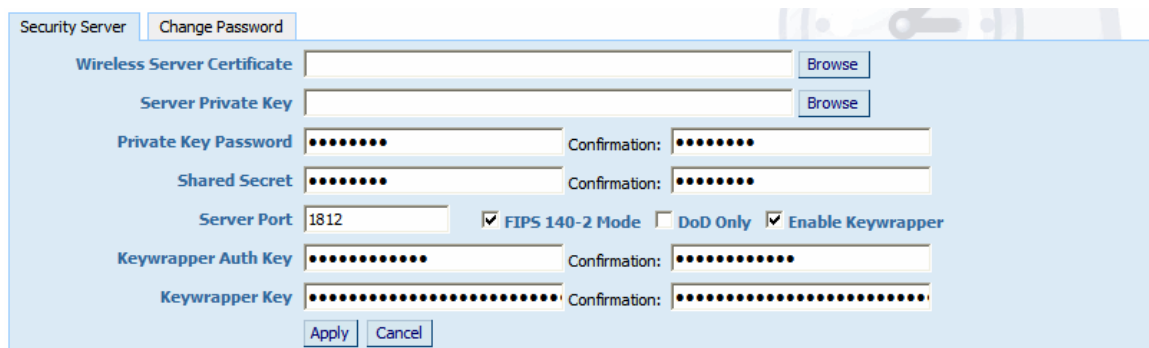 Security Server Change Password
Wireless Server Certificate Browse
Server Private Key Browse
Private Key Password •••••••• Confirmation: ••••••••
Shared Secret •••••••• Confirmation: ••••••••
Server Port 1812 FIPS 140-2 Mode DoD Only Enable Keywrapper
Keywrapper Auth Key •••••••••••• Confirmation: ••••••••••••
Keywrapper Key •••••••••••••••••••••••••• Confirmation: ••••••••••••••••••••••••••
Apply Cancel